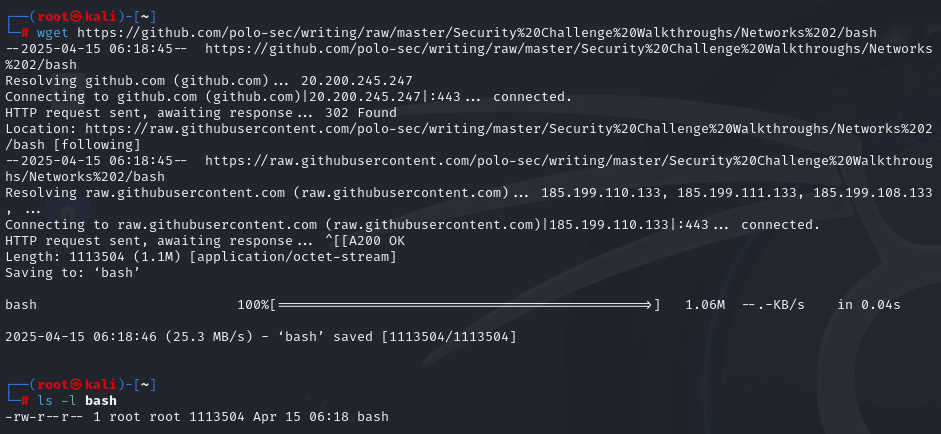 ┌──(root㉿kali)-[~]
└─# wget https://github.com/polo-sec/writing/raw/master/Security%20Challenge%20Walkthroughs/Networks%202/bash
--2025-04-15 06:18:45--  https://github.com/polo-sec/writing/raw/master/Security%20Challenge%20Walkthroughs/Networks
%202/bash
Resolving github.com (github.com)... 20.200.245.247
Connecting to github.com (github.com)|20.200.245.247|:443... connected.
HTTP request sent, awaiting response... 302 Found
Location: https://raw.githubusercontent.com/polo-sec/writing/master/Security%20Challenge%20Walkthroughs/Networks%202
/bash [following]
--2025-04-15 06:18:45--  https://raw.githubusercontent.com/polo-sec/writing/master/Security%20Challenge%20Walkthroug
hs/Networks%202/bash
Resolving raw.githubusercontent.com (raw.githubusercontent.com)... 185.199.110.133, 185.199.111.133, 185.199.108.133
, ...
Connecting to raw.githubusercontent.com (raw.githubusercontent.com)|185.199.110.133|:443... connected.
HTTP request sent, awaiting response... ^[[A200 OK
Length: 1113504 (1.1M) [application/octet-stream]
Saving to: ‘bash’
bash                         100%[==============================================>]   1.06M  --.-KB/s    in 0.04s
2025-04-15 06:18:46 (25.3 MB/s) - ‘bash’ saved [1113504/1113504]
┌──(root㉿kali)-[~]
└─# ls -l bash
-rw-r--r-- 1 root root 1113504 Apr 15 06:18 bash